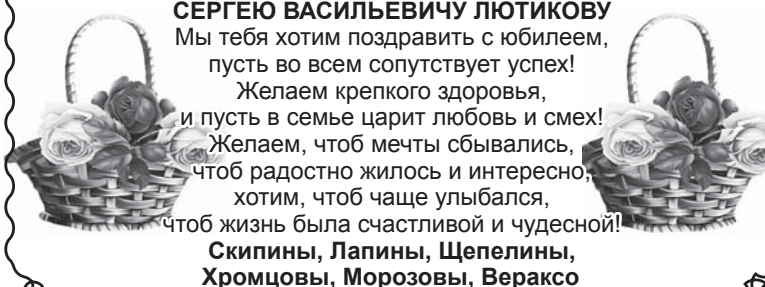 СЕРГЕЮ ВАСИЛЬЕВИЧУ ЛЮТИКОВУ
Мы тебя хотим поздравить с юбилеем,
пусть во всем сопутствует успех!
Желаем крепкого здоровья,
и пусть в семье царит любовь и смех!
Желаем, чтоб мечты сбывались,
чтоб радостно жилось и интересно,
хотим, чтоб чаще улыбался,
чтоб жизнь была счастливой и чудесной!
Скипины, Лапины, Щепелины,
Хромцовы, Морозовы, Вераксо